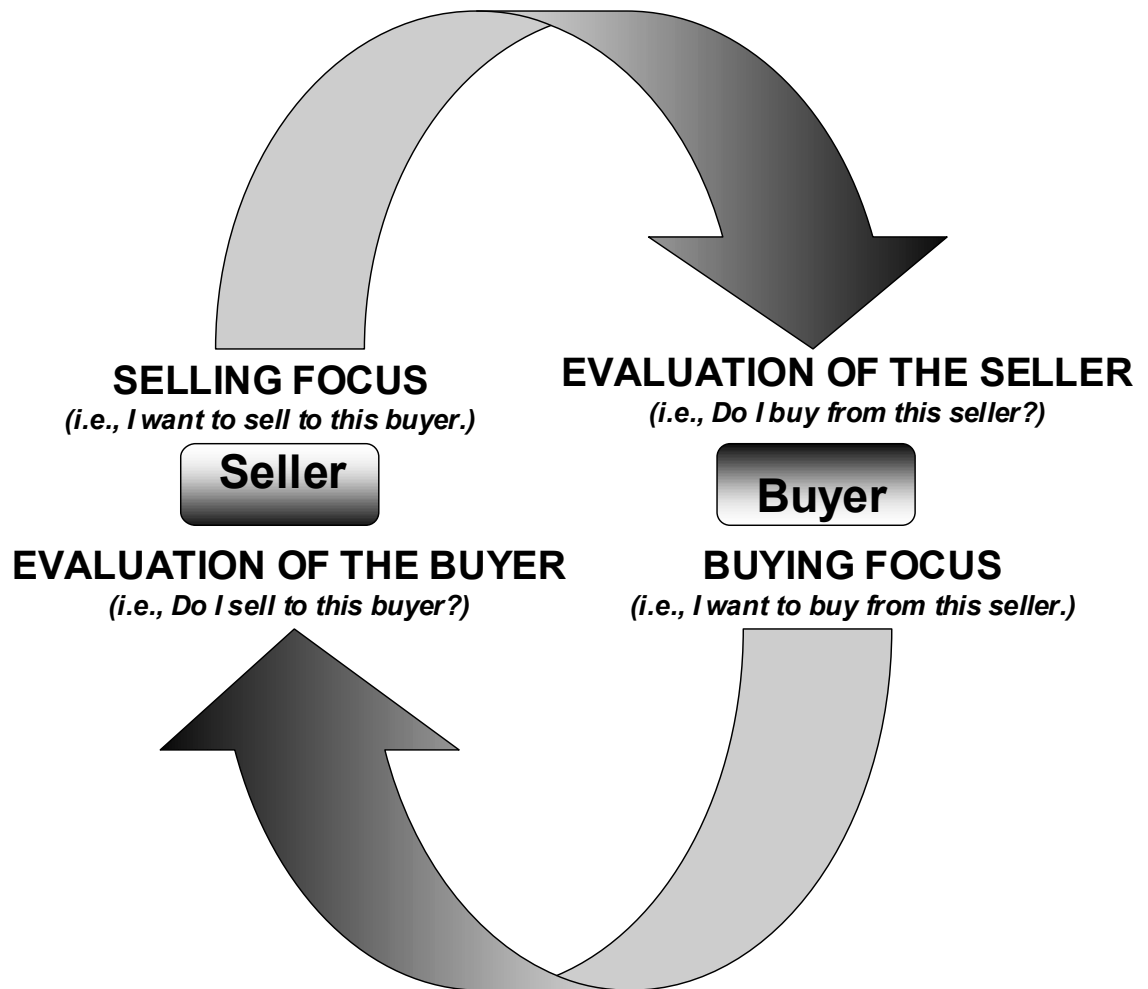 SELLING FOCUS
(i.e., I want to sell to this buyer.)
Seller
EVALUATION OF THE BUYER
(i.e., Do I sell to this buyer?)
EVALUATION OF THE SELLER
(i.e., Do I buy from this seller?)
Buyer
BUYING FOCUS
(i.e., I want to buy from this seller.)